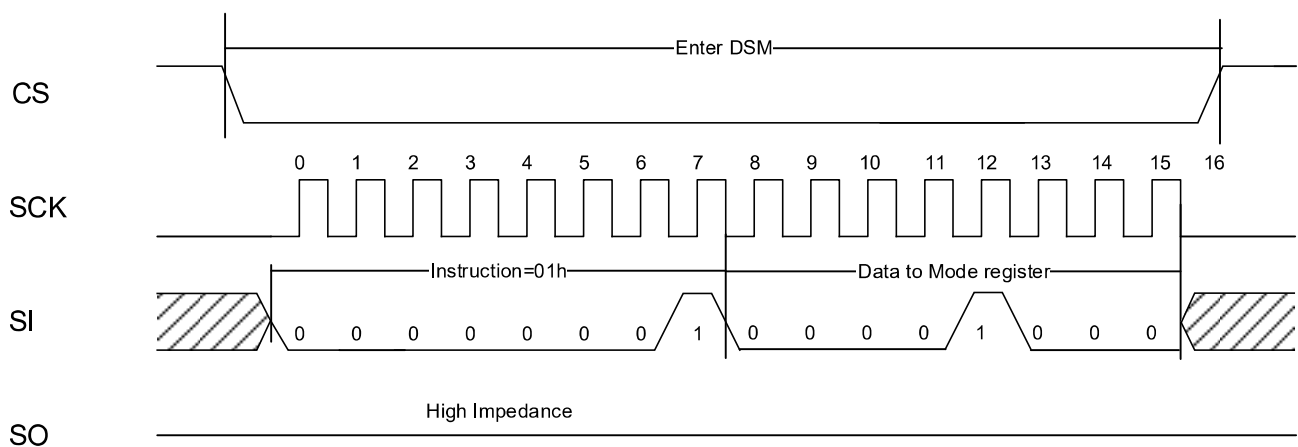 Enter DSM
CS
0 1 2 3 4 5 6 7 8 9 10 11 12 13 14 15 16
SCK
Instruction=01h Data to Mode register
SI
0 0 0 0 0 0 0 1 0 0 0 0 1 0 0 0
High Impedance
SO